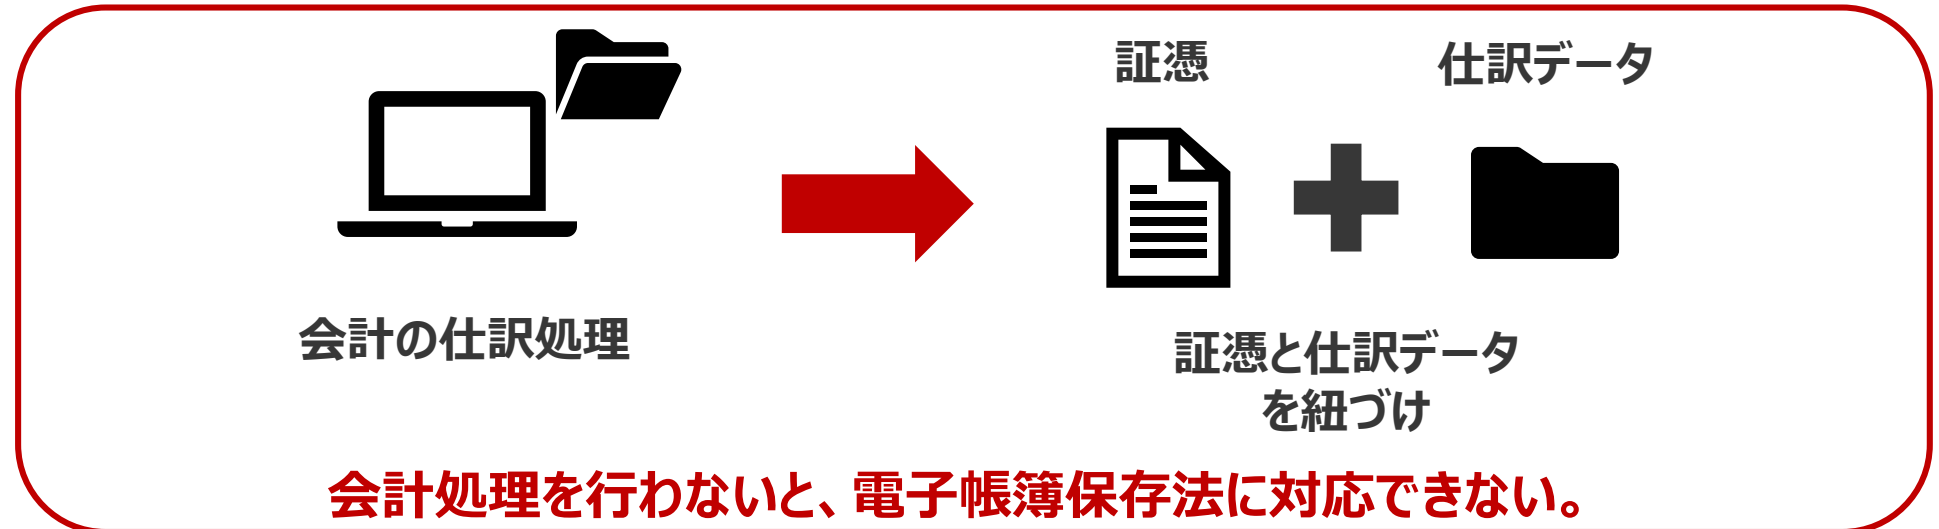 証憑
仕訳データ
会計の仕訳処理
証憑と仕訳データ
を紐づけ
会計処理を行わないと、電子帳簿保存法に対応できない。